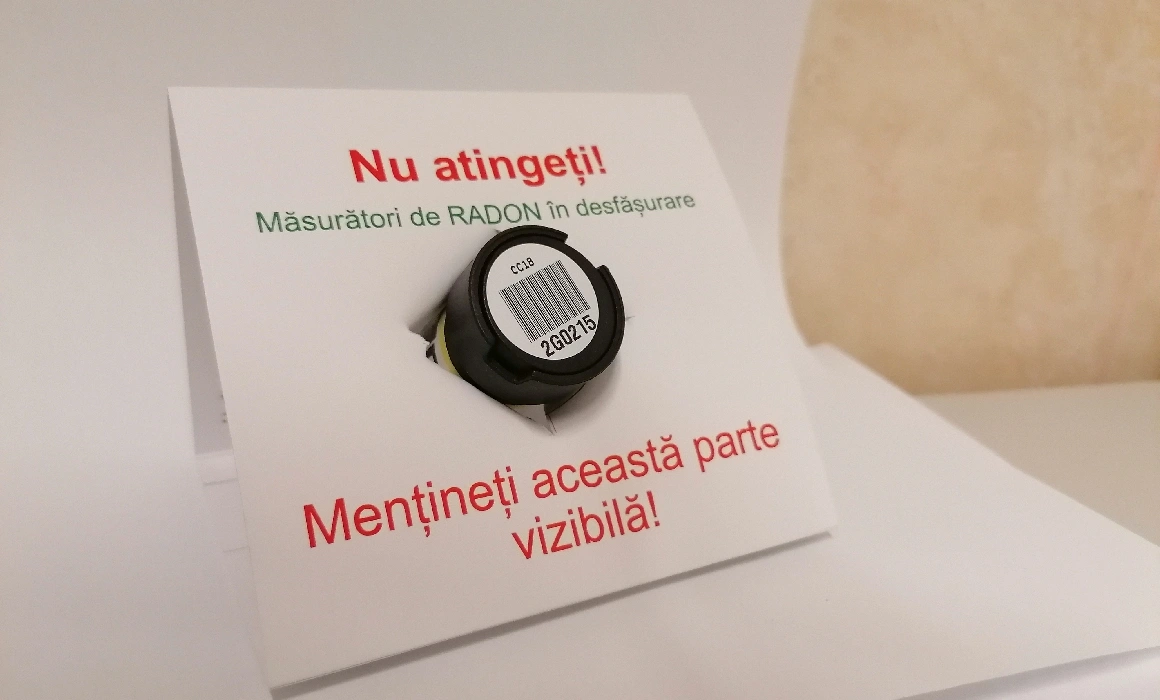 Nu atingeți!
Măsurători de RADON în desfășurare
CC18
2G0215
Mențineți această parte
vizibilă!